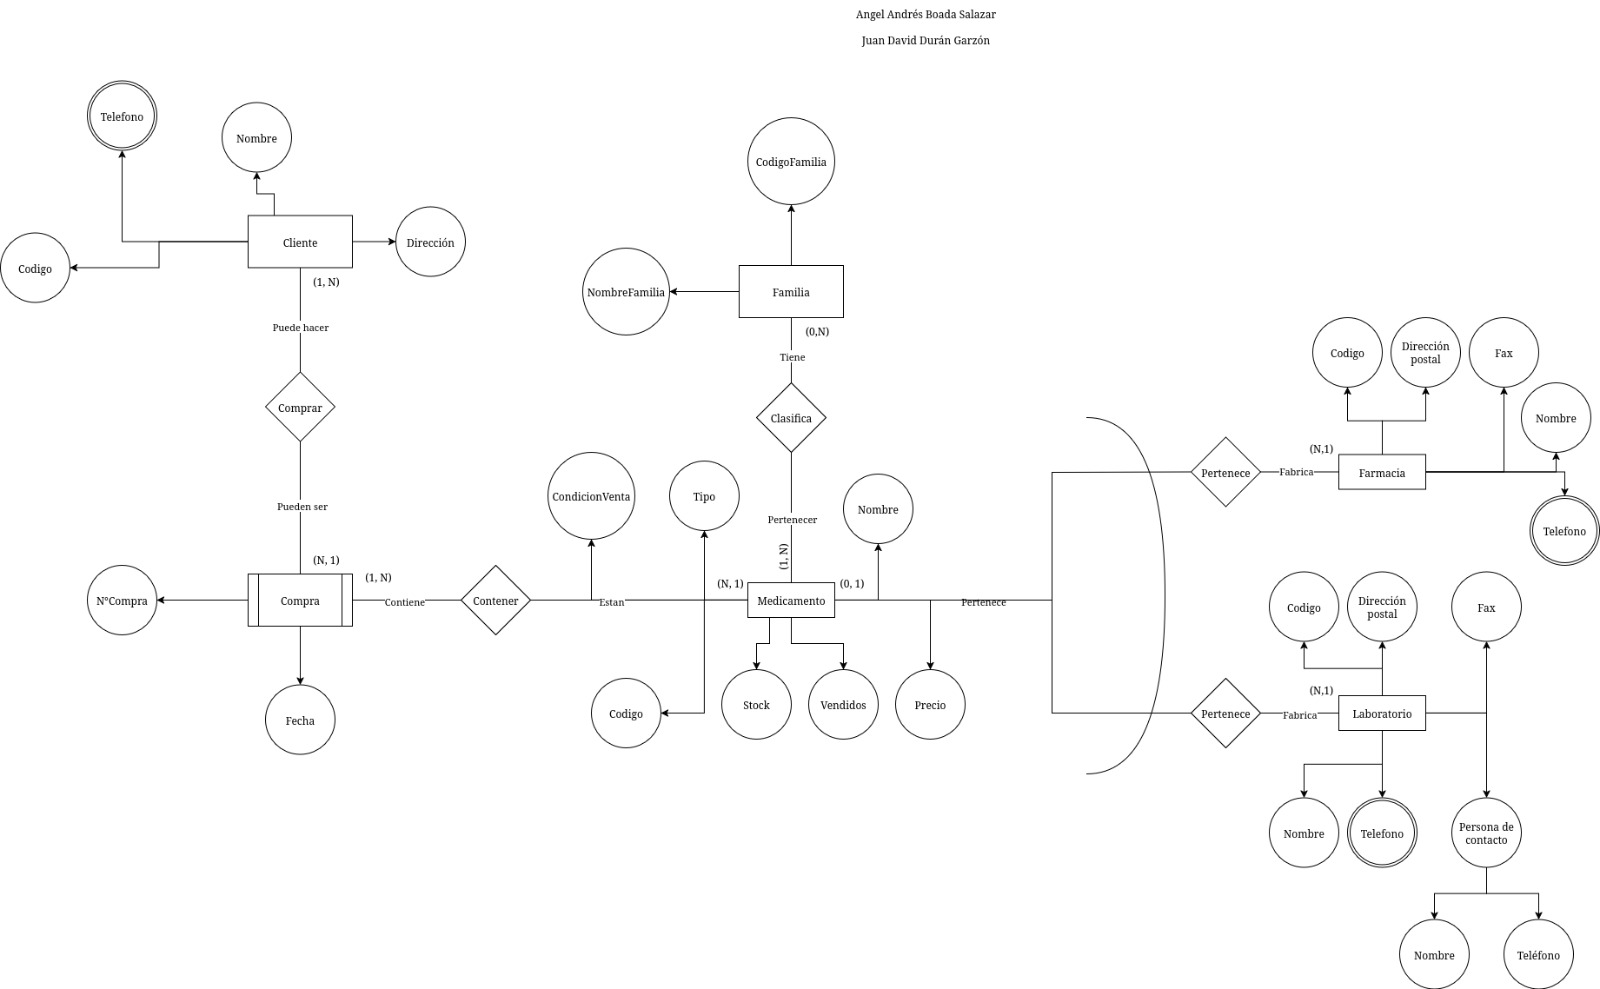 Angel Andrés Boada Salazar
Juan David Durán Garzón
Telefono
Nombre
Codigo
Cliente
Dirección
(1, N)
Puede hacer
Comprar
Pueden ser
(N, 1)
N°Compra
Compra
(1, N)
Contiene
Contener
Estan
Fecha
CodigoFamilia
NombreFamilia
Familia
(0,N)
Tiene
Clasifica
Pertenecer
(1, N)
CondicionVenta
Tipo
Nombre
(N, 1)
Medicamento
(0, 1)
Pertenece
Codigo
Stock
Vendidos
Precio
Codigo
Dirección
postal
Fax
Nombre
Pertenece
Fabrica
(N,1)
Farmacia
Telefono
Codigo
Dirección
postal
Fax
Pertenece
Fabrica
(N,1)
Laboratorio
Nombre
Telefono
Persona de
contacto
Nombre
Teléfono